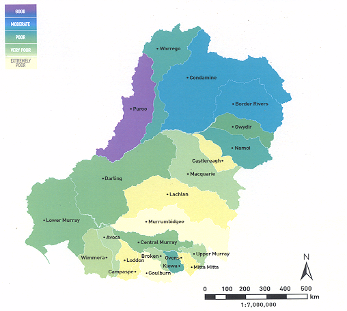 GOOD
MODERATE
POOR
VERY POOR
EXTREMELY POOR
Warrego
Condamine
Paroo
Border Rivers
Gwydir
Namoi
Castlereagh
Macquarie
Darling
Lachlan
Lower Murray
Murrumbidgee
Avoca
Central Murray
Wimmera
Loddon
Broken
Ovens
Upper Murray
Kiewa
Mitta Mitta
Campaspe
Goulburn
N
0 100 200 300 400 500 km
1:7,000,000